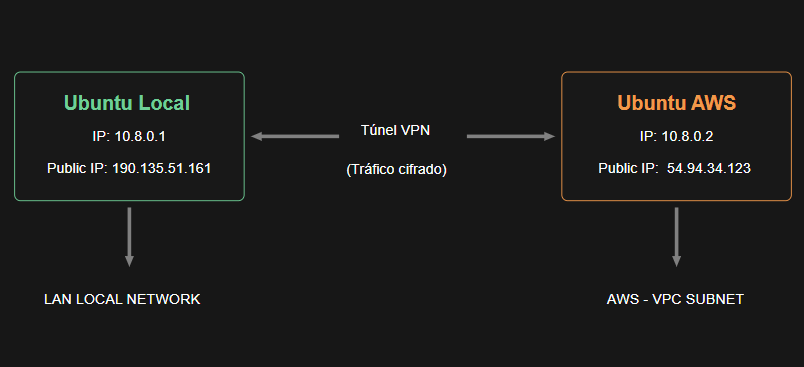 Ubuntu Local
IP: 10.8.0.1
Public IP: 190.135.51.161
Túnel VPN
(Tráfico cifrado)
Ubuntu AWS
IP: 10.8.0.2
Public IP:  54.94.34.123
LAN LOCAL NETWORK
AWS - VPC SUBNET